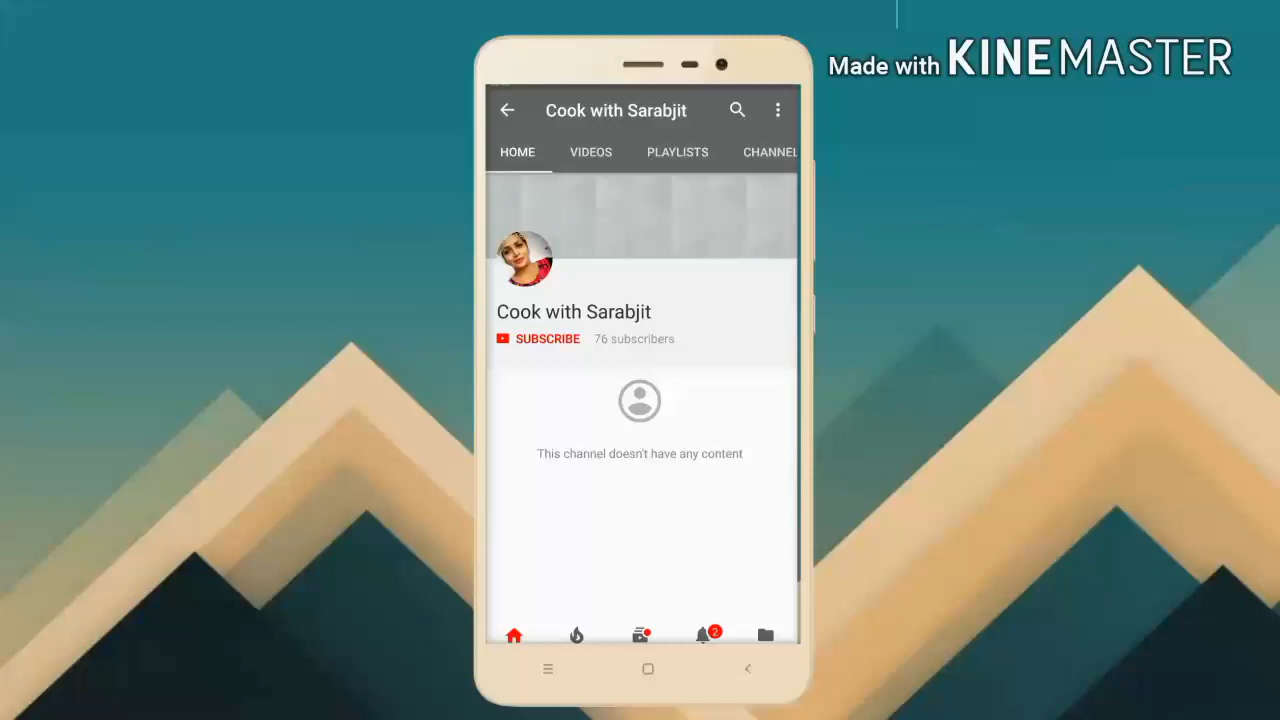 Made with KINEMASTER
Cook with Sarabjit
HOME VIDEOS PLAYLISTS CHANNEL
Cook with Sarabjit
SUBSCRIBE 76 subscribers
This channel doesn't have any content
2